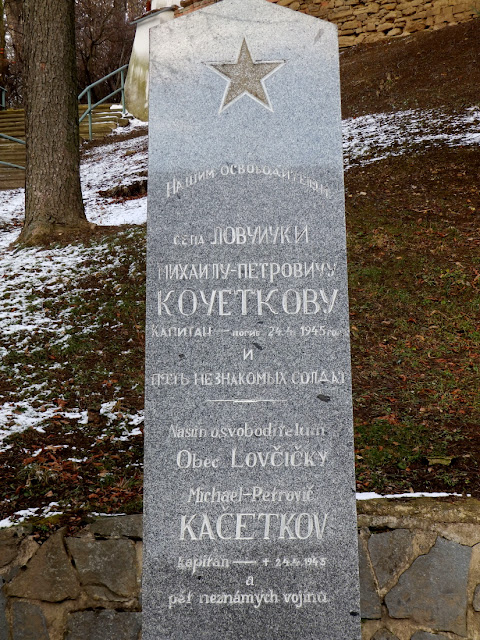 Нашим освободителям
села ЛОВЧИЧКИ
МИХАИЛУ-ПЕТРОВИЧУ
КОЧЕТКОВУ
КАПИТАН — погиб 24.4. 1945 го
И
ПЯТЬ НЕЗНАКОМЫХ СОЛДАТ
Našim osvoboditelům
Obec LOVČIČKY
Michael-Petrovič
KAČETKOV
kapitán — + 24.4. 1945
a
pět neznámých vojínů